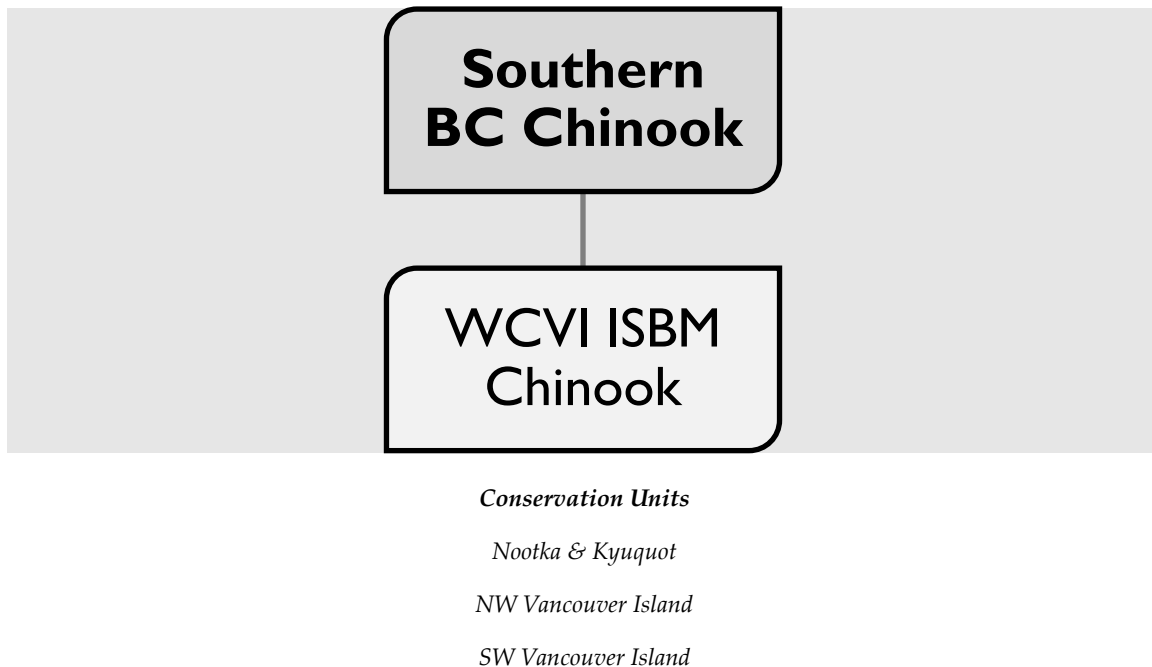 Southern
BC Chinook
WCVI ISBM
Chinook
Conservation Units
Nootka & Kyuquot
NW Vancouver Island
SW Vancouver Island